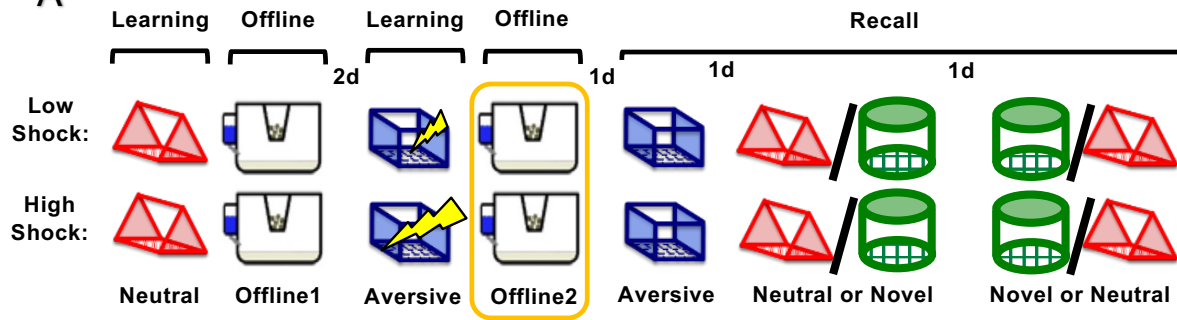 A
Learning Offline Learning Offline Recall
2d 1d 1d 1d
Low
Shock:
High
Shock:
Neutral Offline1 Aversive Offline2 Aversive Neutral or Novel Novel or Neutral